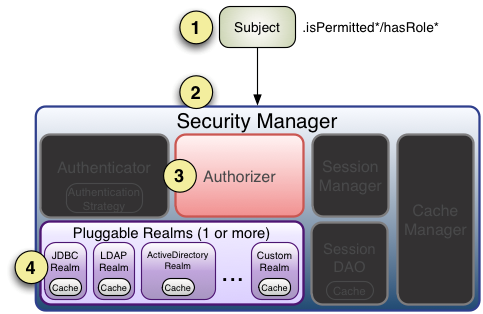 1
Subject
.isPermitted*/hasRole*
2
Security Manager
Authenticator
Authentication
Strategy
3
Authorizer
Session
Manager
Cache
Manager
Session
DAO
Cache
Pluggable Realms (1 or more)
4
JDBC
Realm
Cache
LDAP
Realm
Cache
ActiveDirectory
Realm
Cache
...
Custom
Realm
Cache